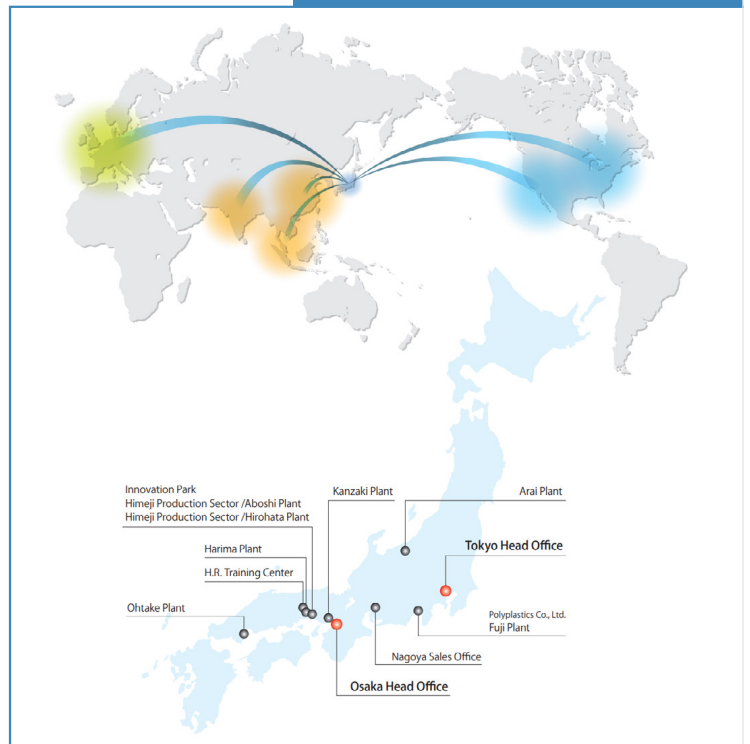 Innovation Park
Himeji Production Sector /Aboshi Plant
Himeji Production Sector /Hirohata Plant
Kanzaki Plant
Arai Plant
Tokyo Head Office
Harima Plant
H.R. Training Center
Ohtake Plant
Polyplastics Co., Ltd.
Fuji Plant
Nagoya Sales Office
Osaka Head Office